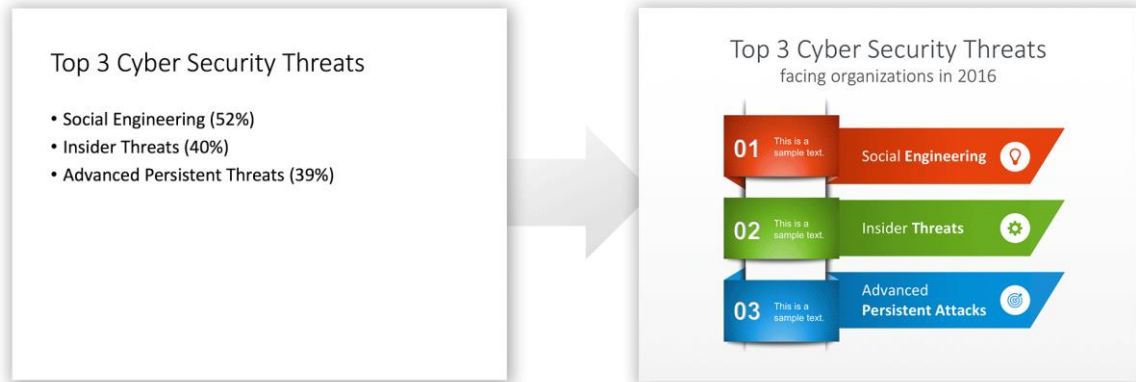 Top 3 Cyber Security Threats
• Social Engineering (52%)
• Insider Threats (40%)
• Advanced Persistent Threats (39%)
Top 3 Cyber Security Threats
facing organizations in 2016
01
This is a
sample text.
Social Engineering
02
This is a
sample text.
Insider Threats
03
This is a
sample text.
Advanced
Persistent Attacks